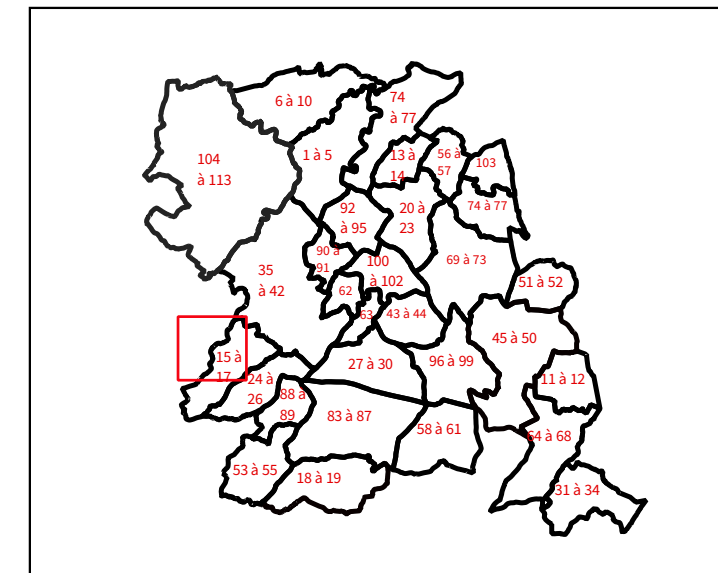 6 à 10
74
à 77
104
à 113
1 à 5
13 à
14
56 à
57
103
92
à 95
20 à
23
74 à 77
90 à
91
100
à 102
69 à 73
35
à 42
62
51 à 52
63
43 à 44
45 à 50
15 à
17
27 à 30
96 à 99
24 à
26
11 à 12
88 à
89
83 à 87
58 à 61
64 à 68
53 à 55
18 à 19
31 à 34